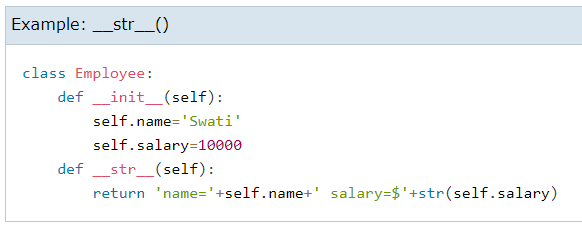 Example: __str__()
class Employee:
    def __init__(self):
        self.name='Swati'
        self.salary=10000
    def __str__(self):
        return 'name='+self.name+' salary=$'+str(self.salary)